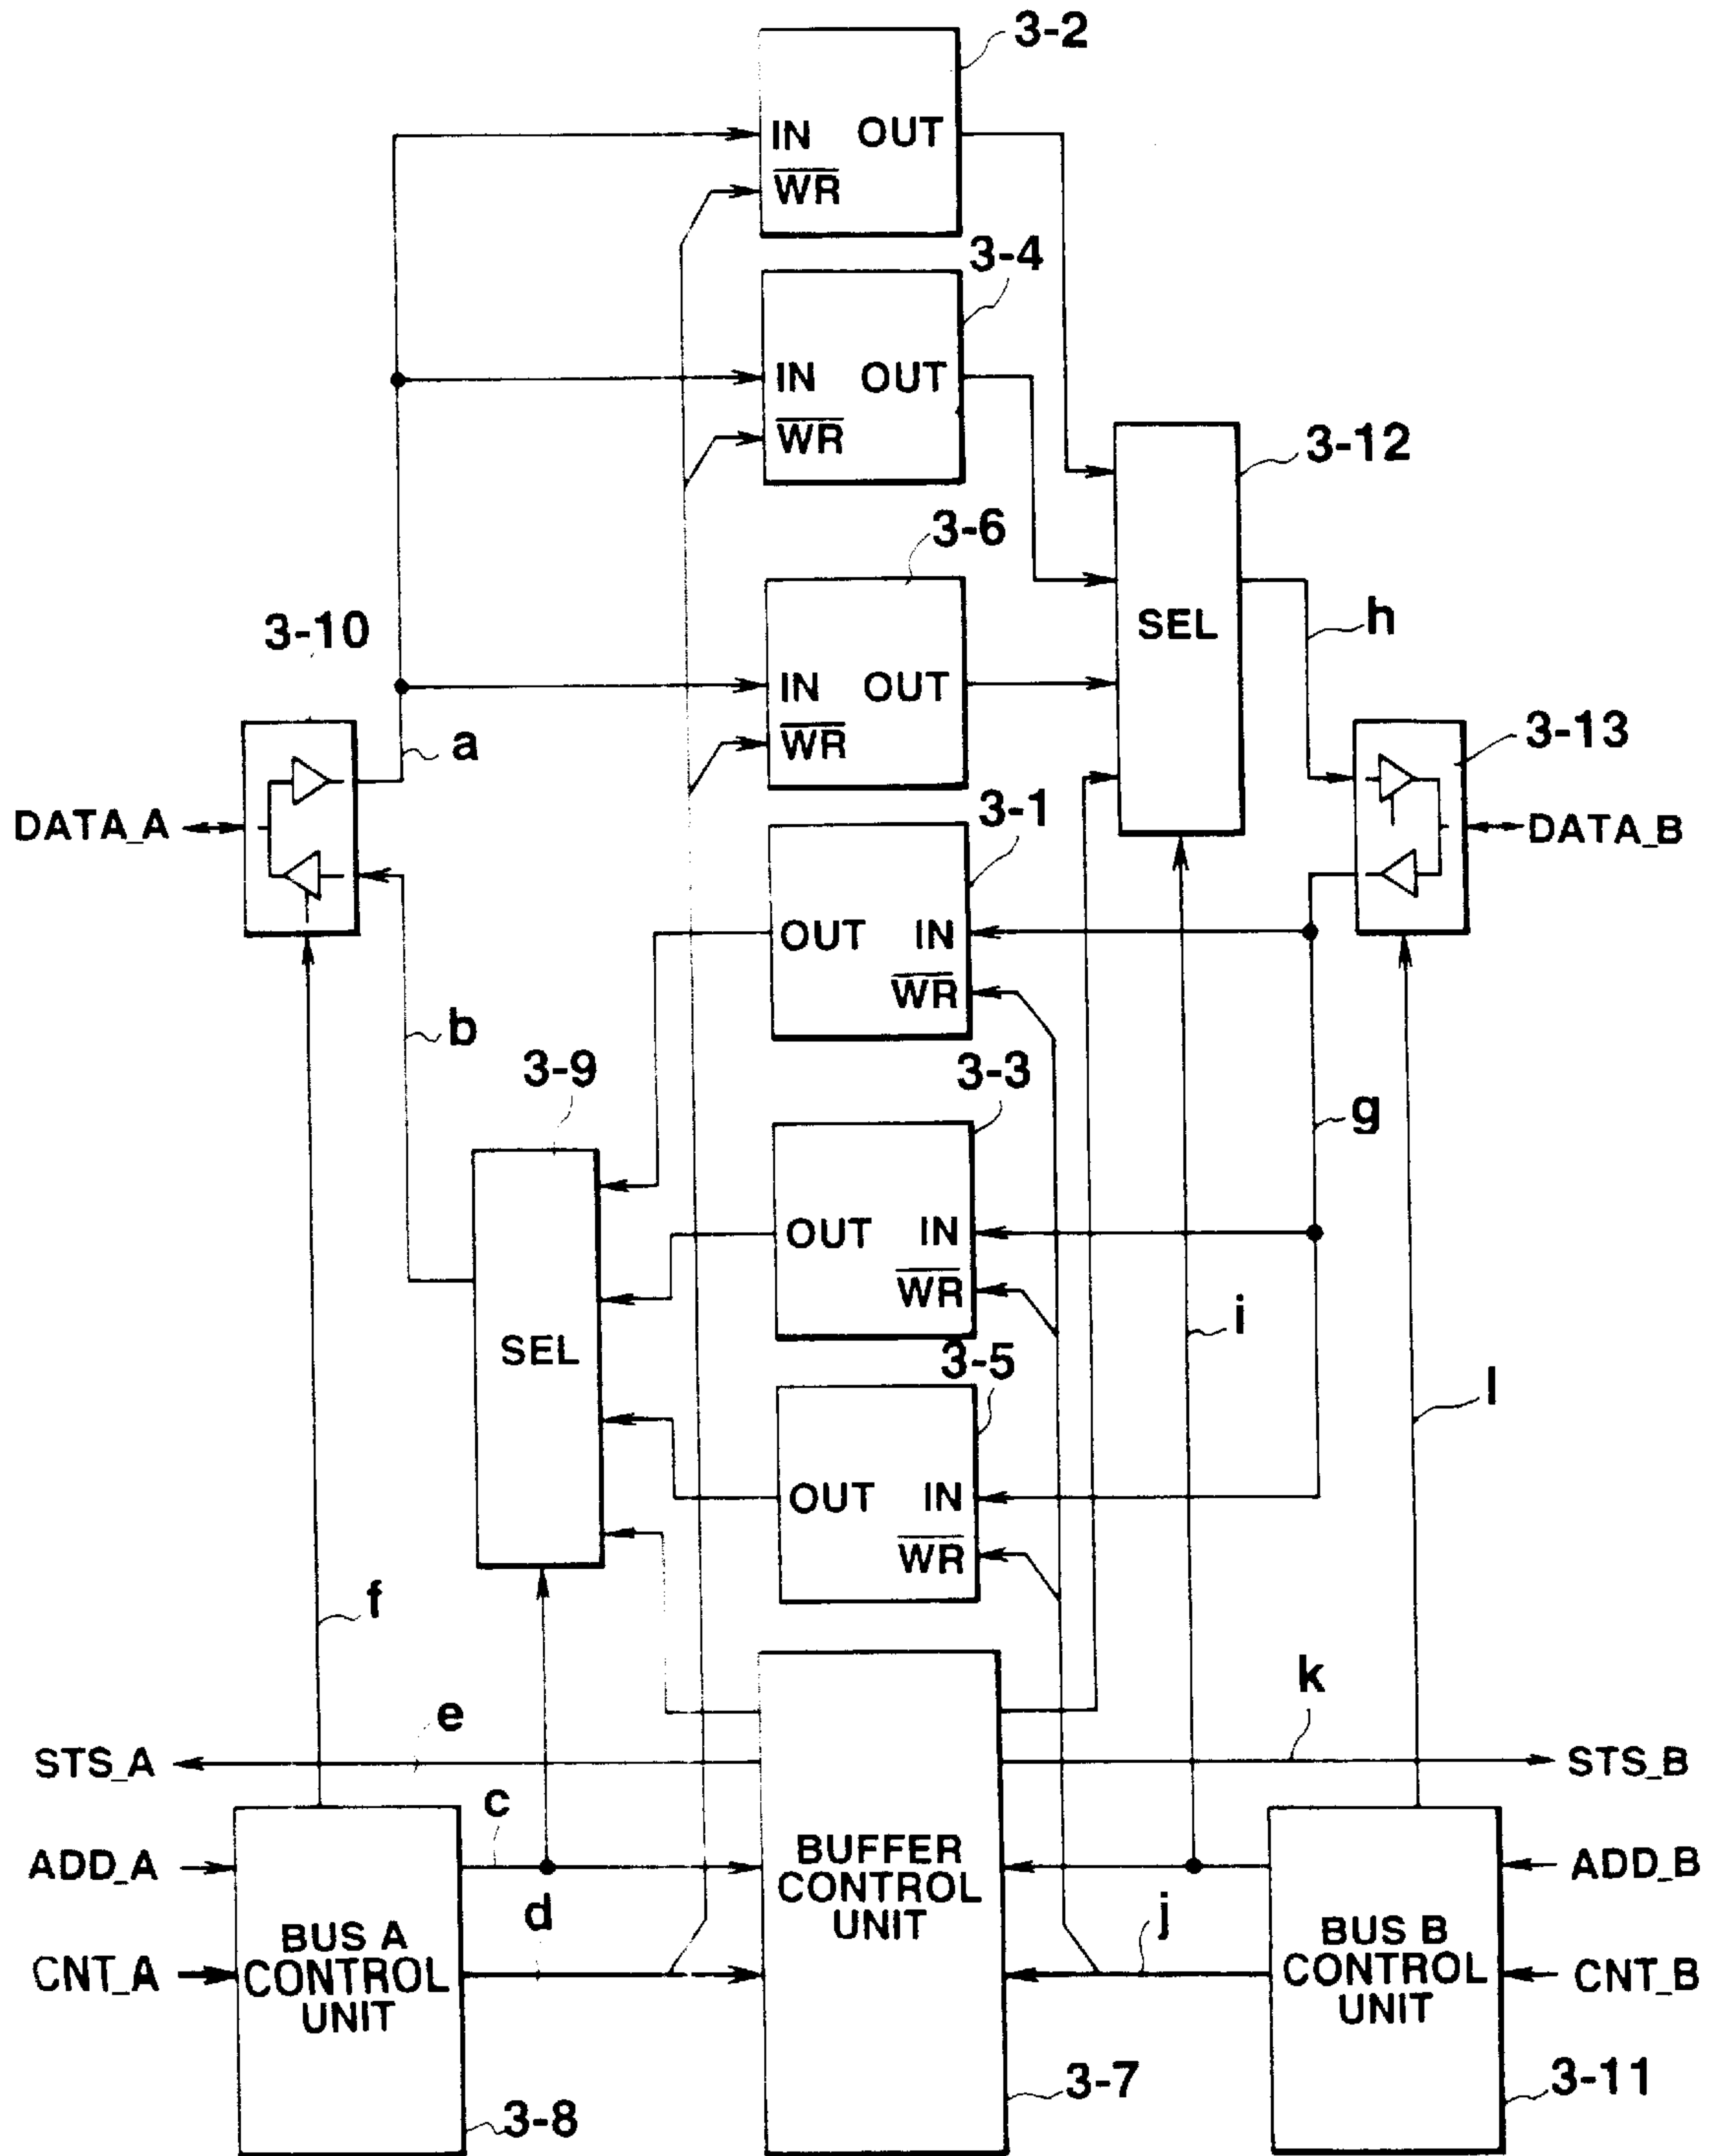 3-2
IN OUT
WR
3-4
IN OUT
WR
3-12
3-6
SEL
h
3-10
IN OUT
WR
a
3-13
DATA_A
DATA_B
3-1
OUT IN
WR
b
3-9
3-3
g
OUT IN
WR
SEL
i
3-5
l
OUT IN
WR
f
k
e
STS_A
STS_B
c
ADD_A
BUFFER
CONTROL
UNIT
ADD_B
d
j
BUS A
CONTROL
UNIT
BUS B
CONTROL
UNIT
CNT_A
CNT_B
3-7
3-11
3-8